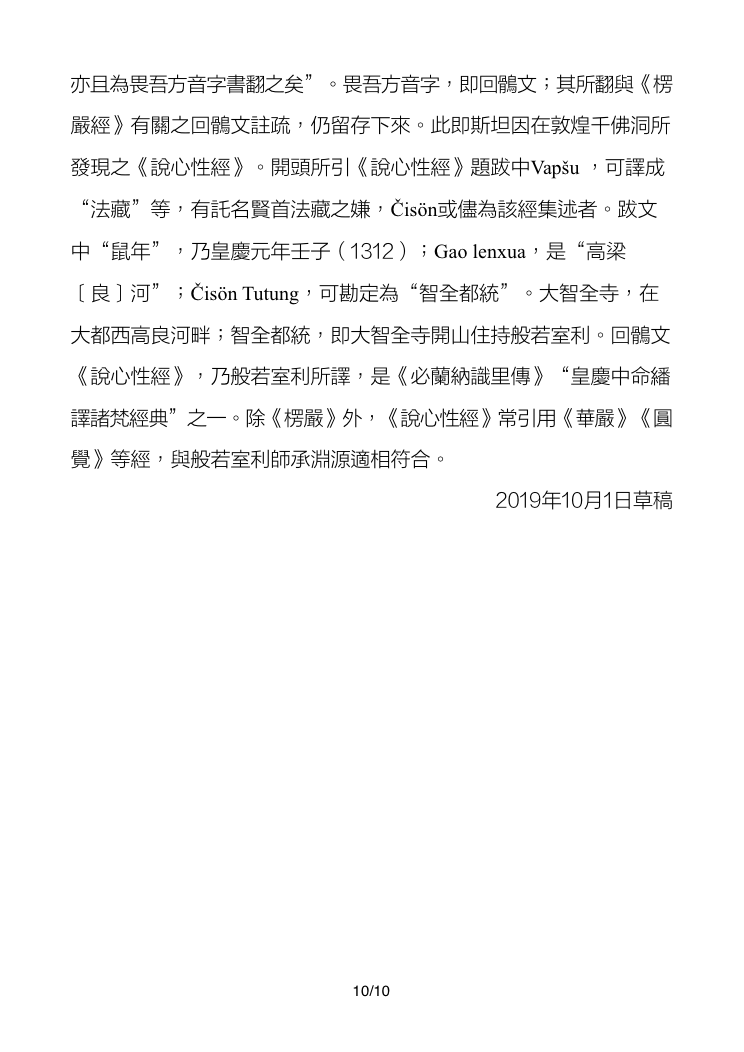 亦且為畏吾方音字書翻之矣”。畏吾方音字，即回鶻文；其所翻與《楞
嚴經》有關之回鶻文註疏，仍留存下來。此即斯坦因在敦煌千佛洞所
發現之《說心性經》。開頭所引《說心性經》題跋中Vapšu ，可譯成
“法藏”等，有託名賢首法藏之嫌，Čisön或儘為該經集述者。跋文
中“鼠年”，乃皇慶元年壬子（1312）；Gao lenxua，是“高梁
［良］河”；Čisön Tutung，可勘定為“智全都統”。大智全寺，在
大都西高良河畔；智全都統，即大智全寺開山住持般若室利。回鶻文
《說心性經》，乃般若室利所譯，是《必蘭納識里傳》“皇慶中命繙
譯諸梵經典”之一。除《楞嚴》外，《說心性經》常引用《華嚴》《圓
覺》等經，與般若室利師承淵源適相符合。
2019年10月1日草稿
10/10